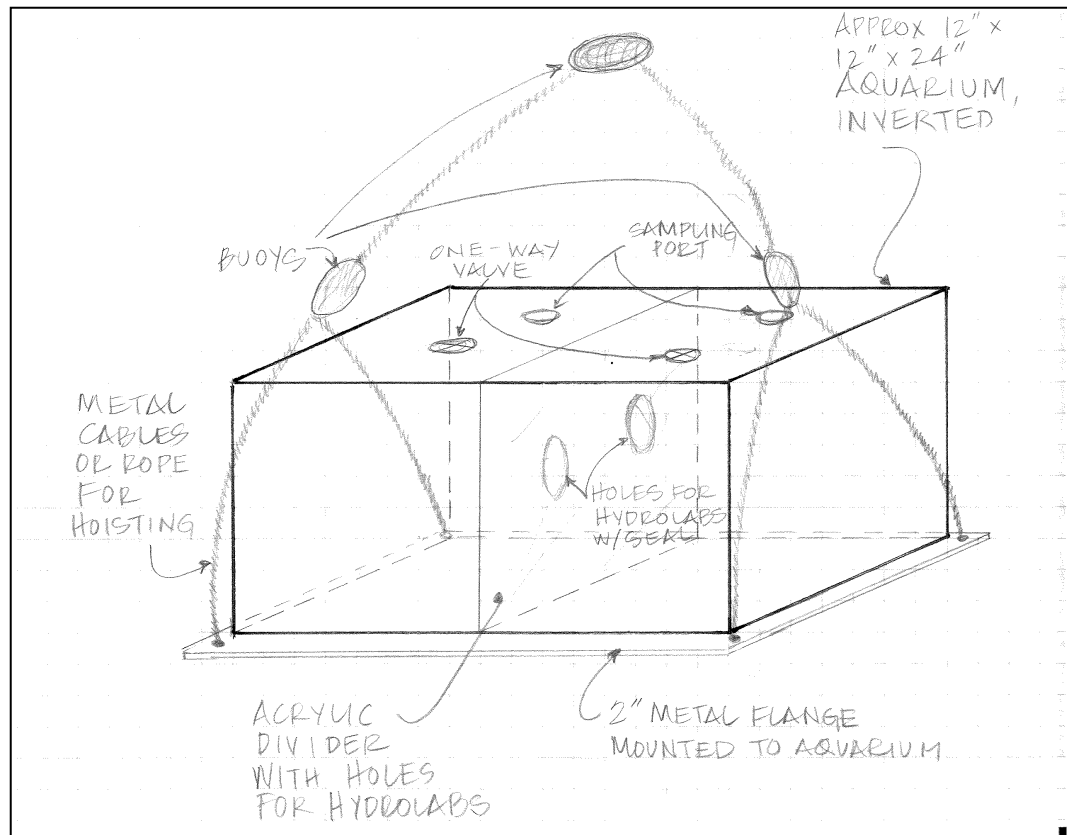 APPROX 12" x
12" x 24"
AQUARIUM,
INVERTED
BUOYS
ONE-WAY
VALVE
SAMPLING
PORT
METAL
CABLES
OR ROPE
FOR
HOISTING
HOLES FOR
HYDROLABS
W/SEAL
ACRYLIC
DIVIDER
WITH HOLES
FOR HYDROLABS
2" METAL FLANGE
MOUNTED TO AQUARIUM